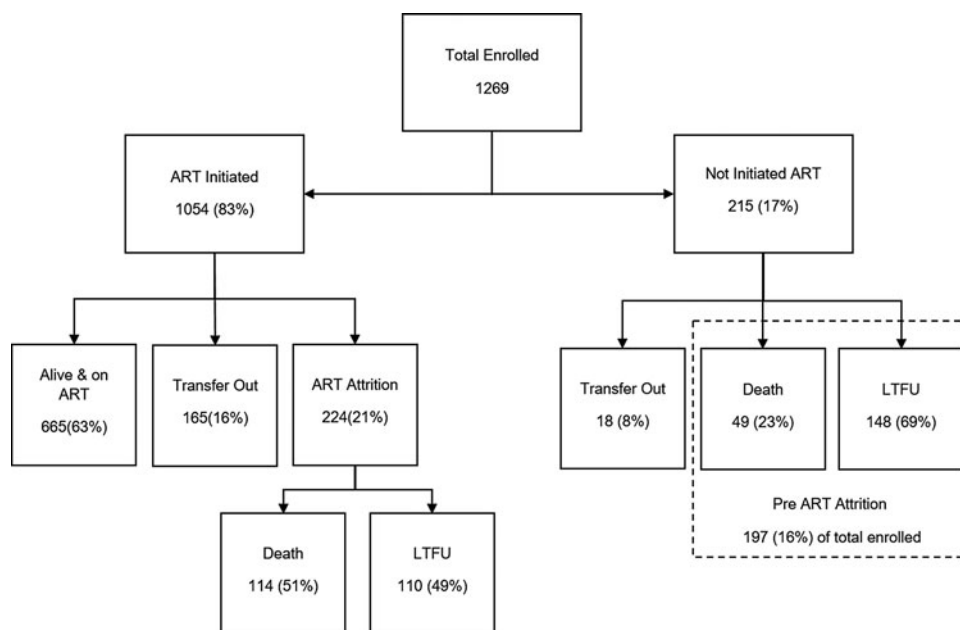 Total Enrolled
1269
ART Initiated
1054 (83%)
Not Initiated ART
215 (17%)
Alive & on
ART
665(63%)
Transfer Out
165(16%)
ART Attrition
224(21%)
Transfer Out
18 (8%)
Death
49 (23%)
LTFU
148 (69%)
Pre ART Attrition
197 (16%) of total enrolled
Death
114 (51%)
LTFU
110 (49%)